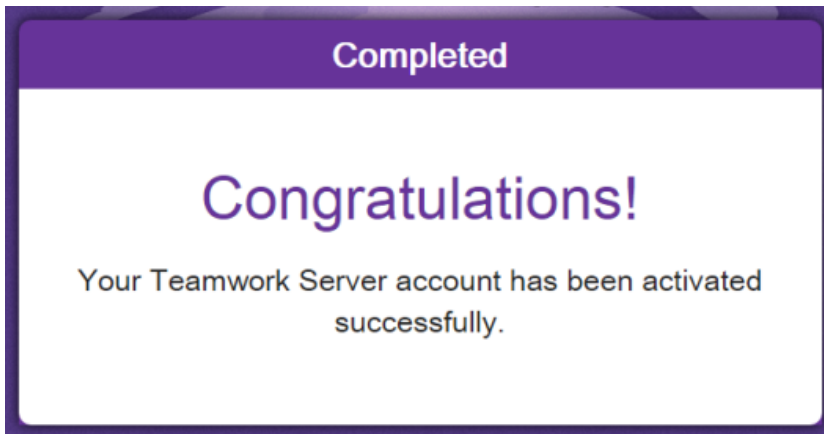 Completed
Congratulations!
Your Teamwork Server account has been activated
successfully.